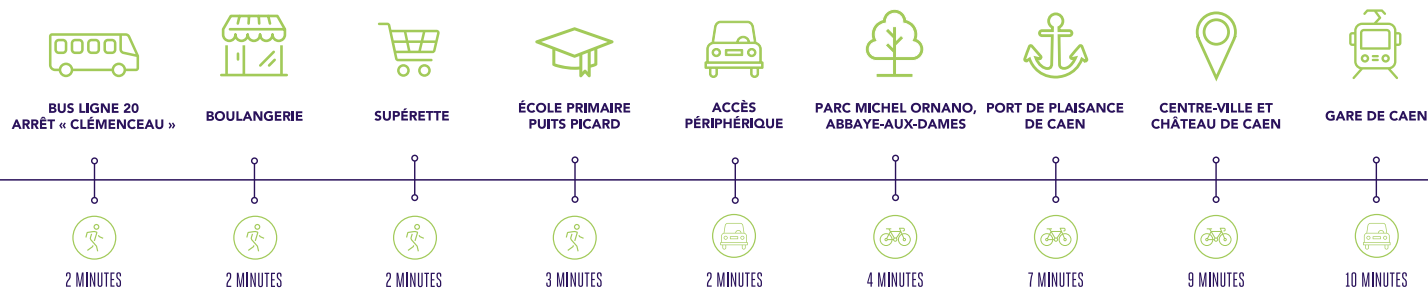 BUS LIGNE 20
ARRÊT « CLÉMENCEAU »
BOULANGERIE
SUPÉRETTE
ÉCOLE PRIMAIRE
PUITS PICARD
ACCÈS
PÉRIPHÉRIQUE
PARC MICHEL ORNANO,
ABBAYE-AUX-DAMES
PORT DE PLAISANCE
DE CAEN
CENTRE-VILLE ET
CHÂTEAU DE CAEN
GARE DE CAEN
2 MINUTES
2 MINUTES
2 MINUTES
3 MINUTES
2 MINUTES
4 MINUTES
7 MINUTES
9 MINUTES
10 MINUTES